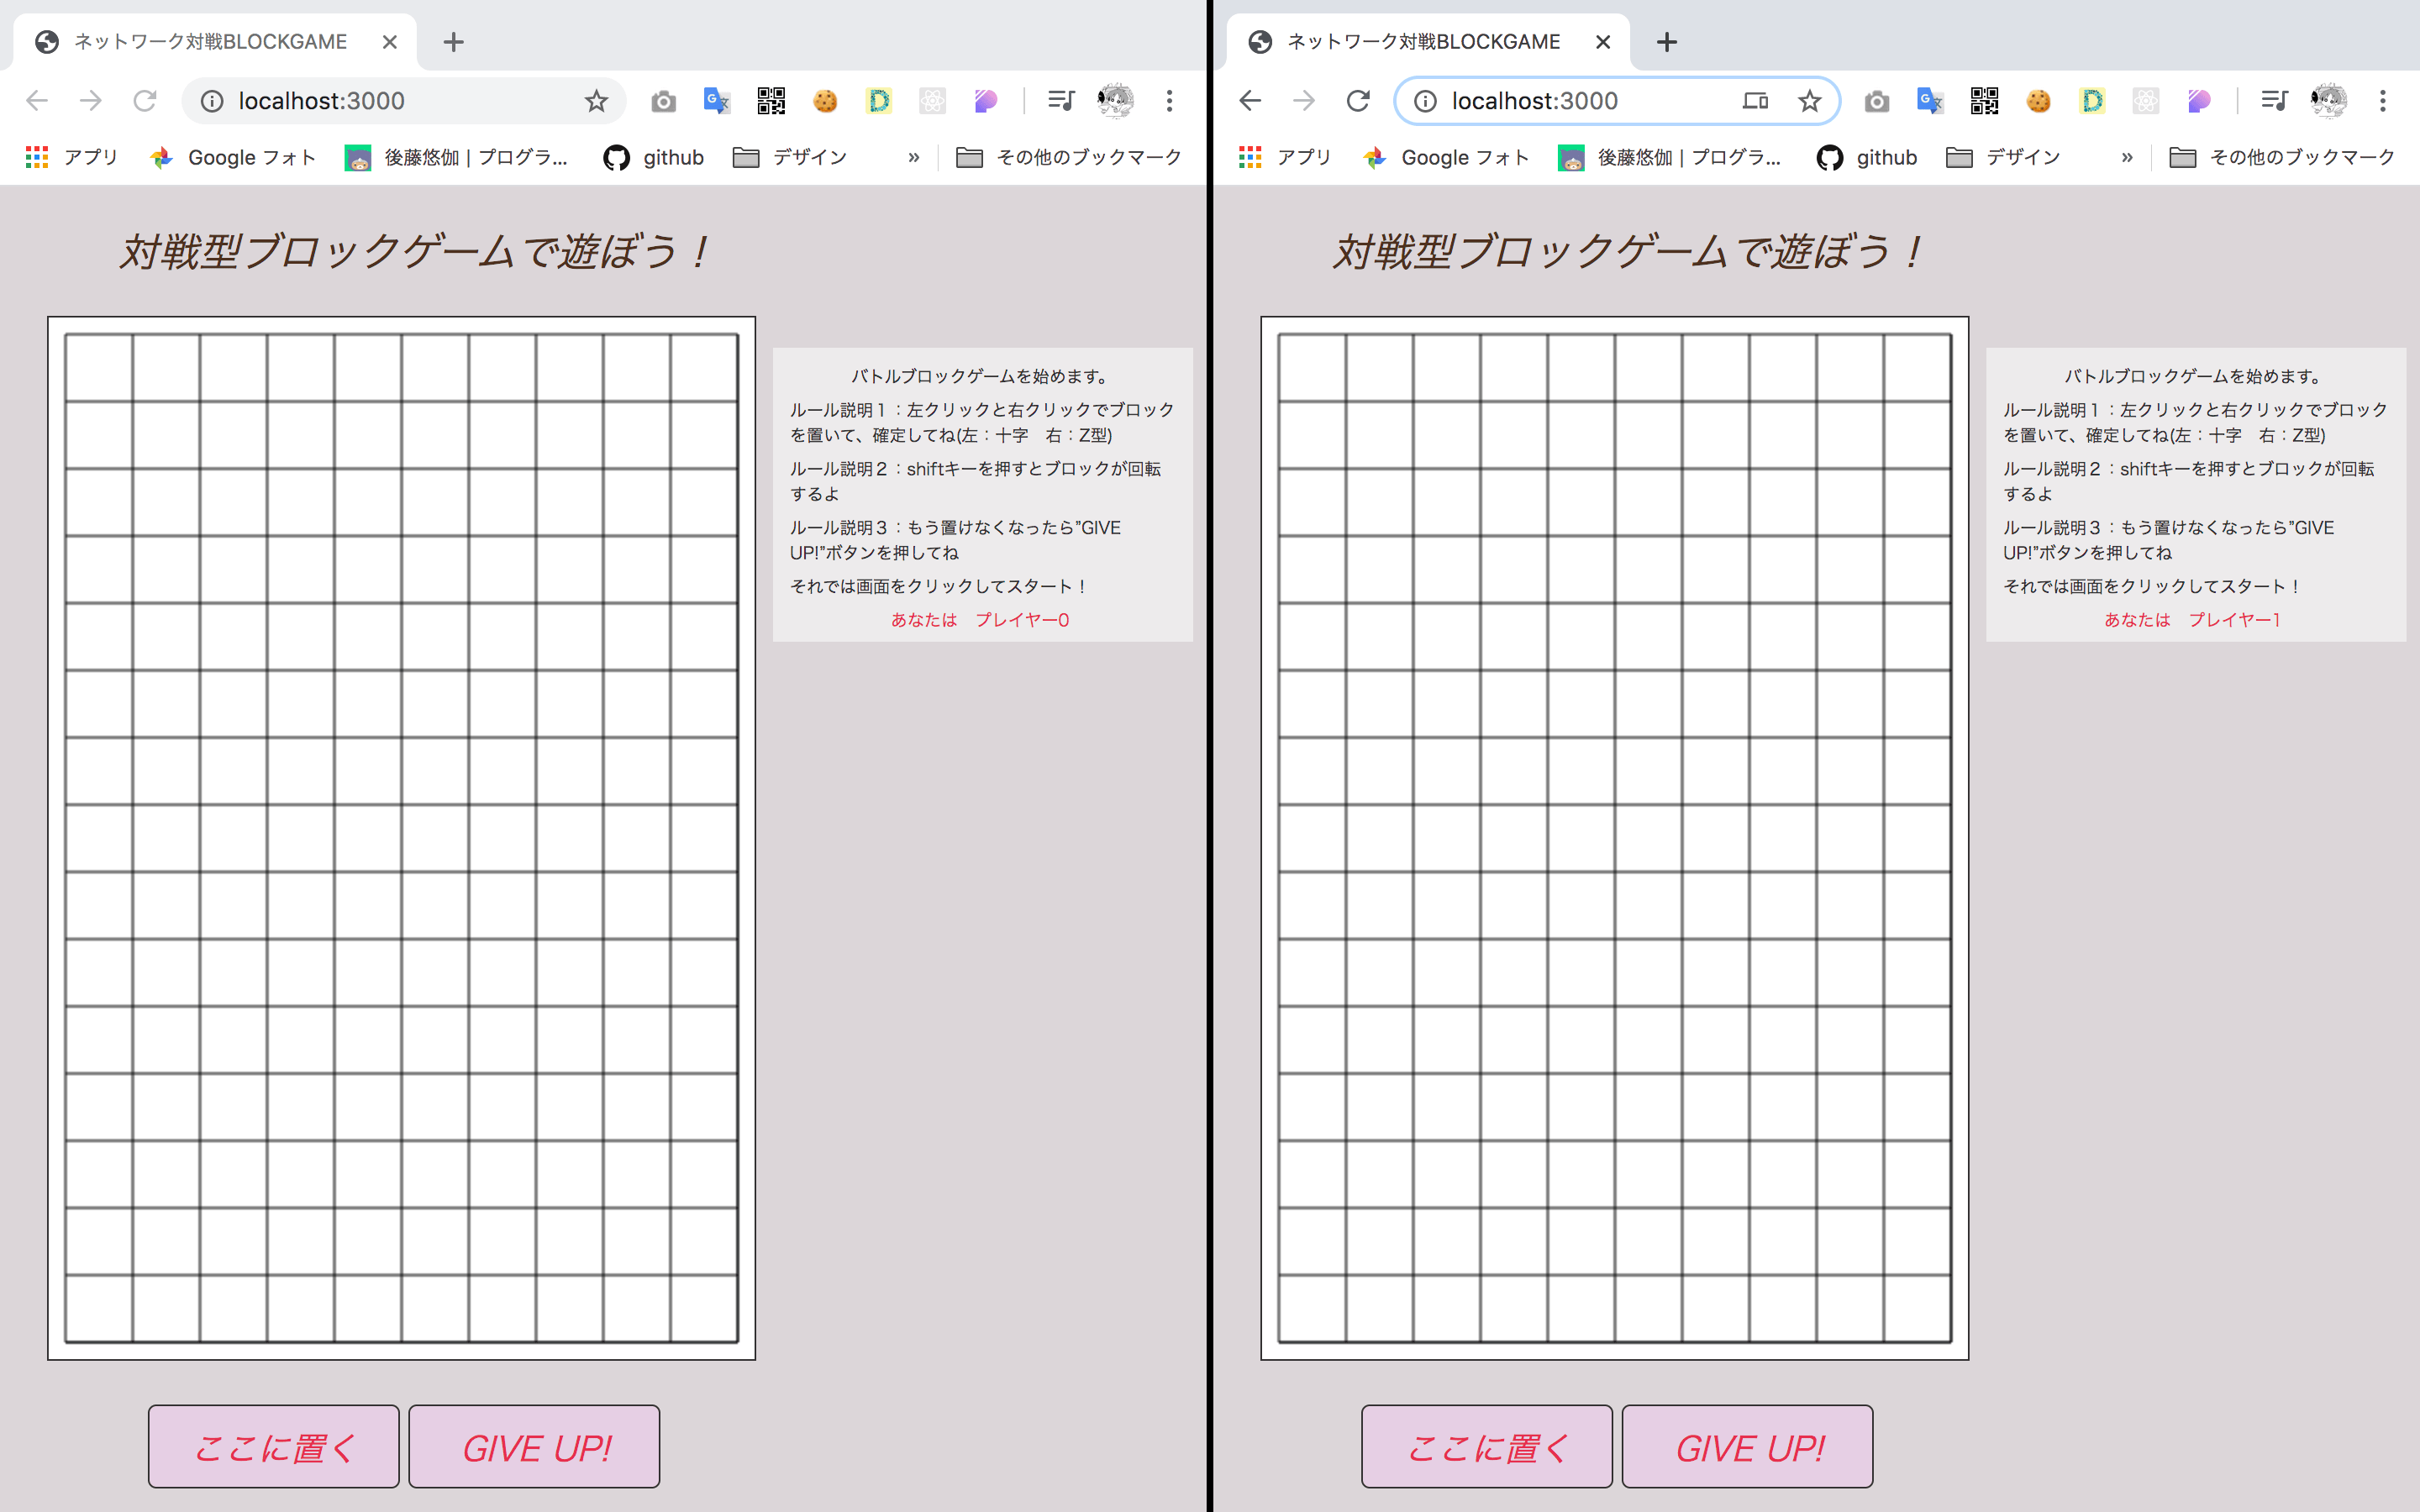 ネットワーク対戦BLOCKGAME
localhost:3000
アプリ Google フォト 後藤悠伽 | プログラ... github デザイン » その他のブックマーク
対戦型ブロックゲームで遊ぼう！
バトルブロックゲームを始めます。
ルール説明１：左クリックと右クリックでブロック
を置いて、確定してね(左：十字　右：Z型)
ルール説明２：shiftキーを押すとブロックが回転
するよ
ルール説明３：もう置けなくなったら”GIVE
UP!”ボタンを押してね
それでは画面をクリックしてスタート！
あなたは　プレイヤー0
ここに置く GIVE UP!
ネットワーク対戦BLOCKGAME
localhost:3000
アプリ Google フォト 後藤悠伽 | プログラ... github デザイン » その他のブックマーク
対戦型ブロックゲームで遊ぼう！
バトルブロックゲームを始めます。
ルール説明１：左クリックと右クリックでブロック
を置いて、確定してね(左：十字　右：Z型)
ルール説明２：shiftキーを押すとブロックが回転
するよ
ルール説明３：もう置けなくなったら”GIVE
UP!”ボタンを押してね
それでは画面をクリックしてスタート！
あなたは　プレイヤー1
ここに置く GIVE UP!